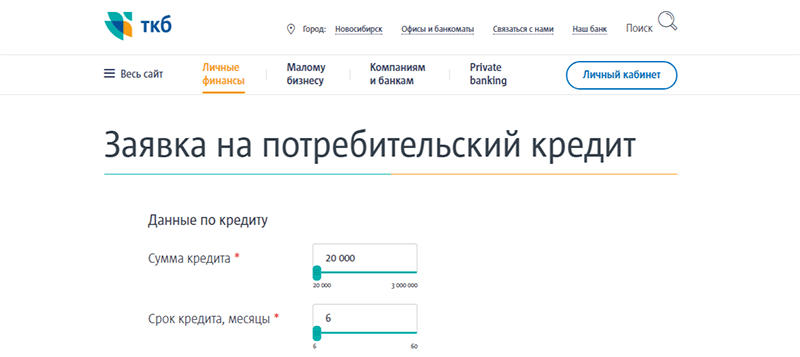 ткб
Город: Новосибирск Офисы и банкоматы Связаться с нами Наш банк Поиск
Весь сайт
Личные
финансы
Малому
бизнесу
Компаниям
и банкам
Private
banking
Личный кабинет
Заявка на потребительский кредит
Данные по кредиту
Сумма кредита *
20 000
20 000 3 000 000
Срок кредита, месяцы *
6
6 60